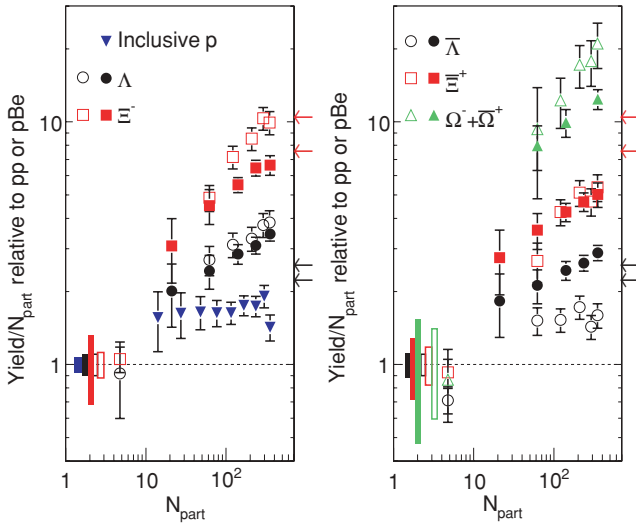 Yield/N_part relative to pp or pBe
10
1
Inclusive p
Λ
Ξ⁻
1 10 10²
N_part
Yield/N_part relative to pp or pBe
10
1
Λ̅
Ξ̅⁺
Ω⁻+Ω̅⁺
1 10 10²
N_part